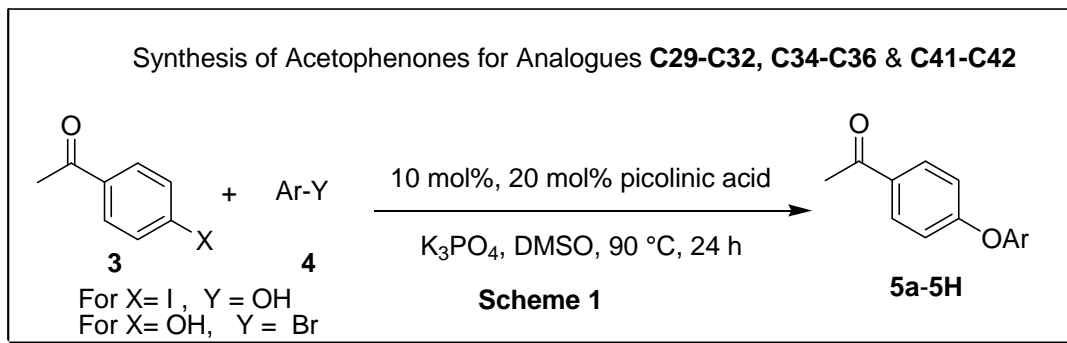 Synthesis of Acetophenones for Analogues C29-C32, C34-C36 & C41-C42
O
X
3
+
Ar-Y
4
10 mol%, 20 mol% picolinic acid
K3PO4, DMSO, 90 °C, 24 h
Scheme 1
O
OAr
5a-5H
For X= I , Y = OH
For X= OH, Y = Br